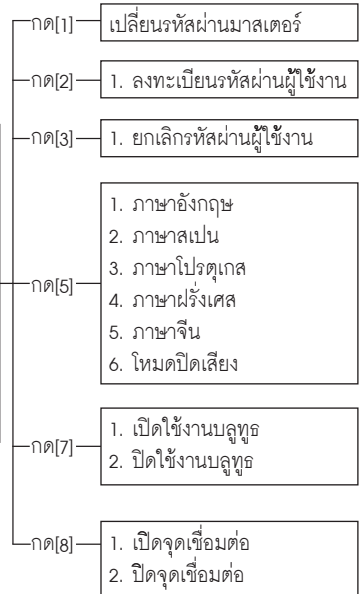 กด[1] เปลี่ยนรหัสผ่านมาสเตอร์
กด[2] 1. ลงทะเบียนรหัสผ่านผู้ใช้งาน
กด[3] 1. ยกเลิกรหัสผ่านผู้ใช้งาน
กด[5] 1. ภาษาอังกฤษ
2. ภาษาสเปน
3. ภาษาโปรตุเกส
4. ภาษาฝรั่งเศส
5. ภาษาจีน
6. โหมดปิดเสียง
กด[7] 1. เปิดใช้งานบลูทูธ
2. ปิดใช้งานบลูทูธ
กด[8] 1. เปิดจุดเชื่อมต่อ
2. ปิดจุดเชื่อมต่อ